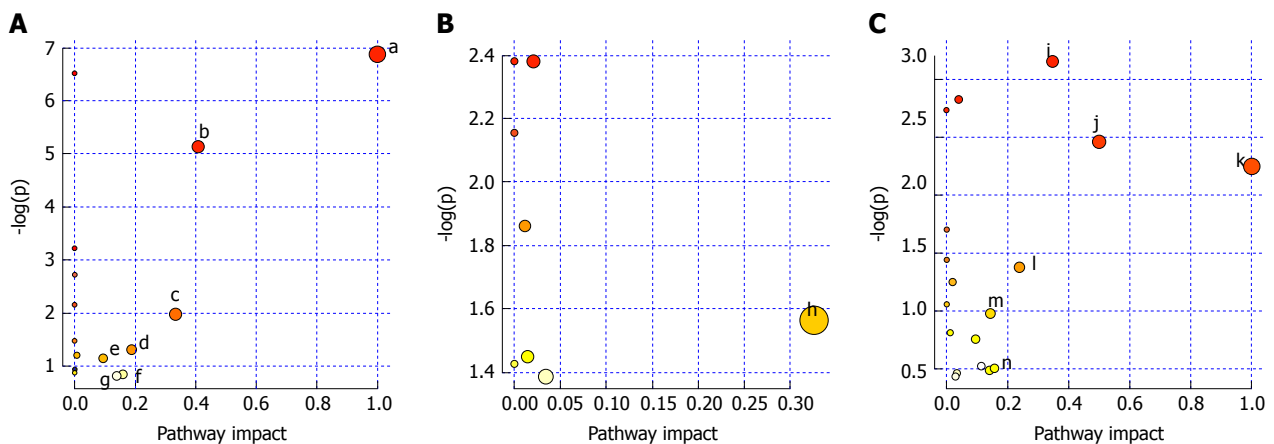 A
7
6
5
4
3
2
1
-log(p)
a
b
c
d
e
f
g
0.0 0.2 0.4 0.6 0.8 1.0
Pathway impact
B
2.4
2.2
2.0
1.8
1.6
1.4
-log(p)
h
0.00 0.05 0.10 0.15 0.20 0.25 0.30
Pathway impact
C
3.0
2.5
2.0
1.5
1.0
0.5
-log(p)
i
j
k
l
m
n
0.0 0.2 0.4 0.6 0.8 1.0
Pathway impact